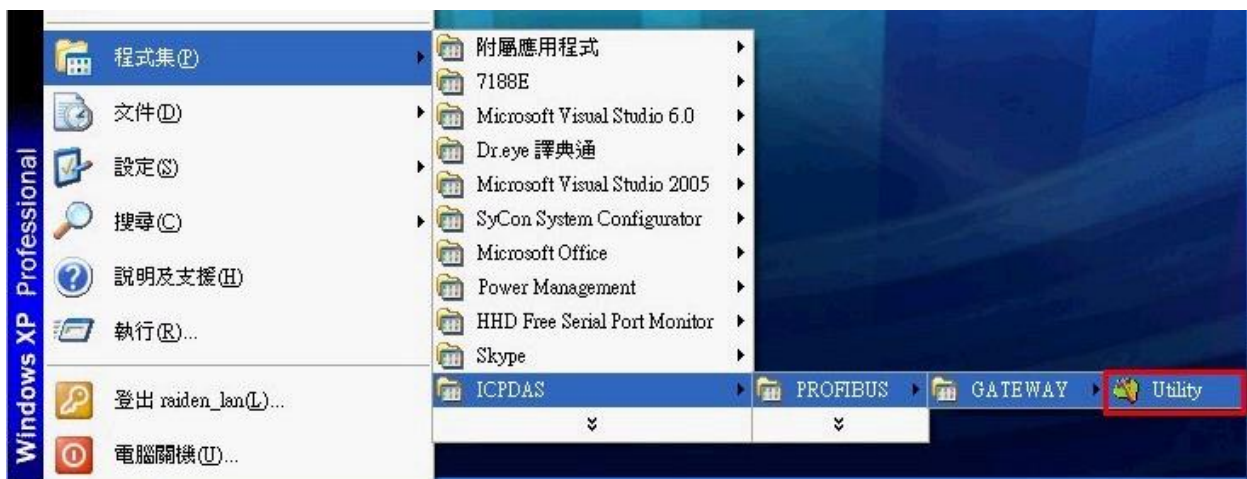 Windows XP Professional
程式集(P)
文件(D)
設定(S)
搜尋(C)
說明及支援(H)
執行(R)...
登出 raiden_lan(L)...
電腦關機(U)...
附屬應用程式
7188E
Microsoft Visual Studio 6.0
Dr.eye 譯典通
Microsoft Visual Studio 2005
SyCon System Configurator
Microsoft Office
Power Management
HHD Free Serial Port Monitor
Skype
ICPDAS
PROFIBUS
GATEWAY
Utility